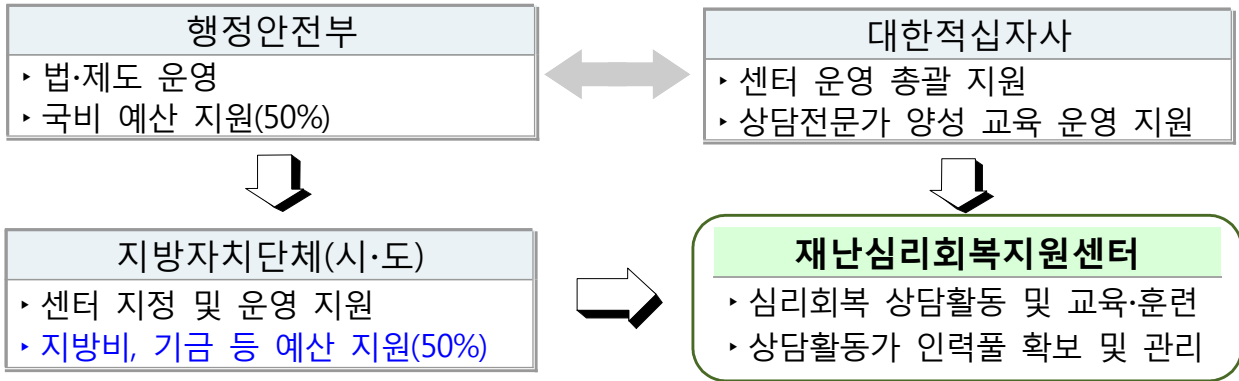 행정안전부
‣ 법·제도 운영
‣ 국비 예산 지원(50%)
대한적십자사
‣ 센터 운영 총괄 지원
‣ 상담전문가 양성 교육 운영 지원
지방자치단체(시·도)
‣ 센터 지정 및 운영 지원
‣ 지방비, 기금 등 예산 지원(50%)
재난심리회복지원센터
‣ 심리회복 상담활동 및 교육·훈련
‣ 상담활동가 인력풀 확보 및 관리